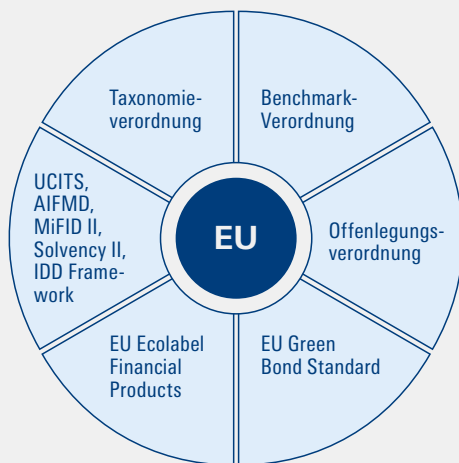 Taxonomie-
verordnung
Benchmark-
Verordnung
UCITS,
AIFMD,
MiFID II,
Solvency II,
IDD Frame-
work
EU
Offenlegungs-
verordnung
EU Ecolabel
Financial
Products
EU Green
Bond Standard